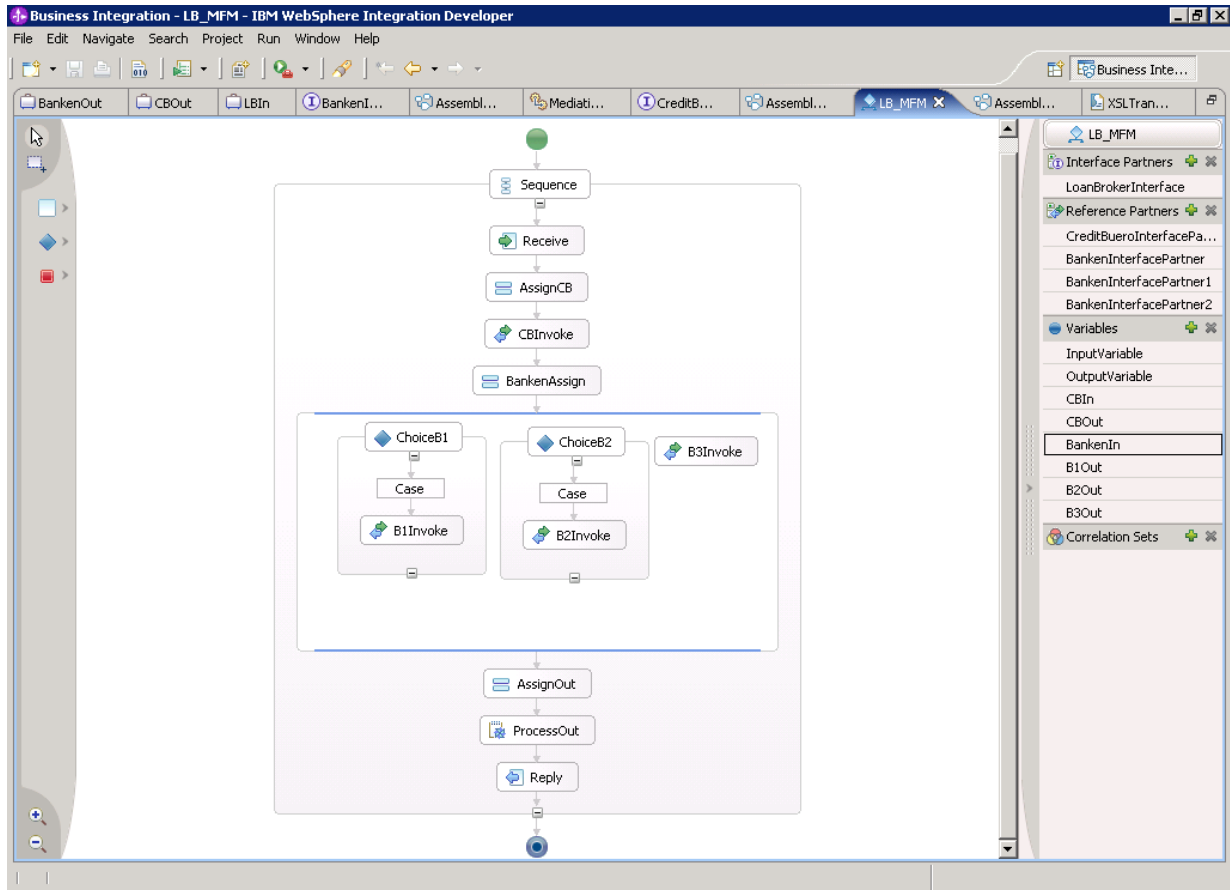 Business Integration - LB_MFM - IBM WebSphere Integration Developer
File Edit Navigate Search Project Run Window Help
010
Business Inte...
BankenOut CBOut LBIn BankenI... Assembl... Mediati... CreditB... Assembl... LB_MFM Assembl... XSLTran...
LB_MFM
Interface Partners
LoanBrokerInterface
Reference Partners
CreditBueroInterfacePa...
BankenInterfacePartner
BankenInterfacePartner1
BankenInterfacePartner2
Variables
InputVariable
OutputVariable
CBIn
CBOut
BankenIn
B1Out
B2Out
B3Out
Correlation Sets
Sequence
Receive
AssignCB
CBInvoke
BankenAssign
ChoiceB1
Case
B1Invoke
ChoiceB2
Case
B2Invoke
B3Invoke
AssignOut
ProcessOut
Reply